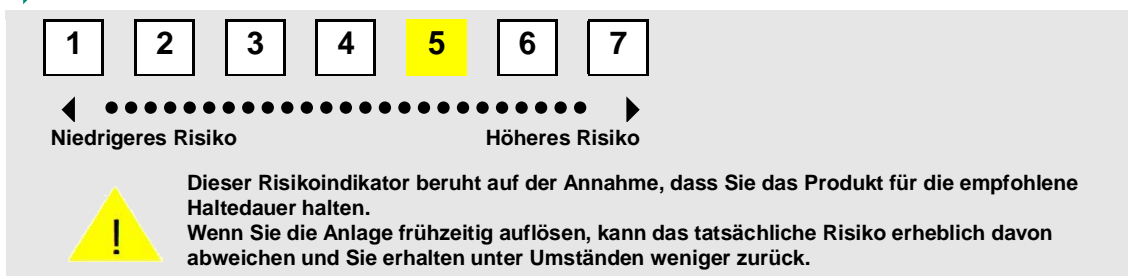 1 2 3 4 5 6 7
Niedrigeres Risiko Höheres Risiko
Dieser Risikoindikator beruht auf der Annahme, dass Sie das Produkt für die empfohlene
Haltedauer halten.
!
Wenn Sie die Anlage frühzeitig auflösen, kann das tatsächliche Risiko erheblich davon
abweichen und Sie erhalten unter Umständen weniger zurück.